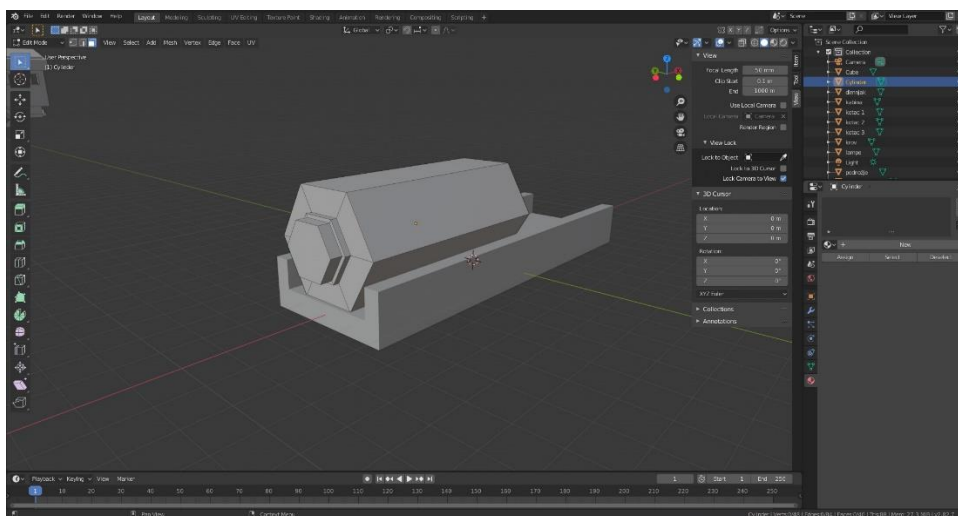 File Edit Render Window Help Layout Modeling Sculpting UV Editing Texture Paint Shading Animation Rendering Compositing Scripting + Scene View Layer
Global Options
Edit Mode View Select Add Mesh Vertex Edge Face UV
User Perspective
(1) Cylinder
View
Focal Length 50 mm
Clip Start 0.1 m
End 1000 m
Use Local Camera
Local Camera Camera
Render Region
View Lock
Lock to Object
Lock to 3D Cursor
Lock Camera to View
3D Cursor
Location:
X 0 m
Y 0 m
Z 0 m
Rotation:
X 0°
Y 0°
Z 0°
XYZ Euler
Collections
Annotations
Item
Tool
View
X Y Z
Scene Collection
Collection
Camera
Cube
Cylinder
dimnjak
kotac 1
kotac 2
kotac 3
krov
lampa
Light
Cylinder
+ New
Assign Select Deselect
Playback Keying View Marker 1 Start 1 End 250
1 10 20 30 40 50 60 70 80 90 100 110 120 130 140 150 160 170 180 190 200 210 220 230 240 250
Pan View Context Menu